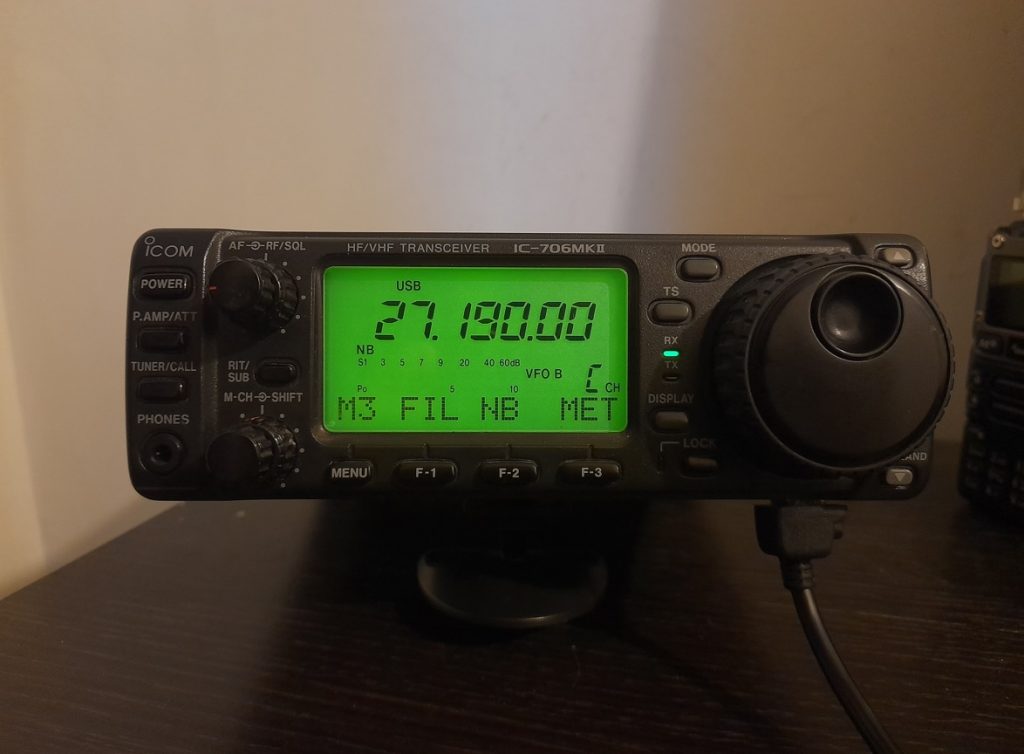 ICOM
AF RF/SQL
HF/VHF TRANSCEIVER IC-706MKII
MODE
POWER
USB
27.190.00
TS
P.AMP/ATT
RX
NB
S1 3 5 7 9 20 40 60dB
TX
TUNER/CALL
RIT/
SUB
VFO B
C CH
Po 5 10
M-CH SHIFT
DISPLAY
M3 FIL NB MET
PHONES
LOCK
MENU F-1 F-2 F-3